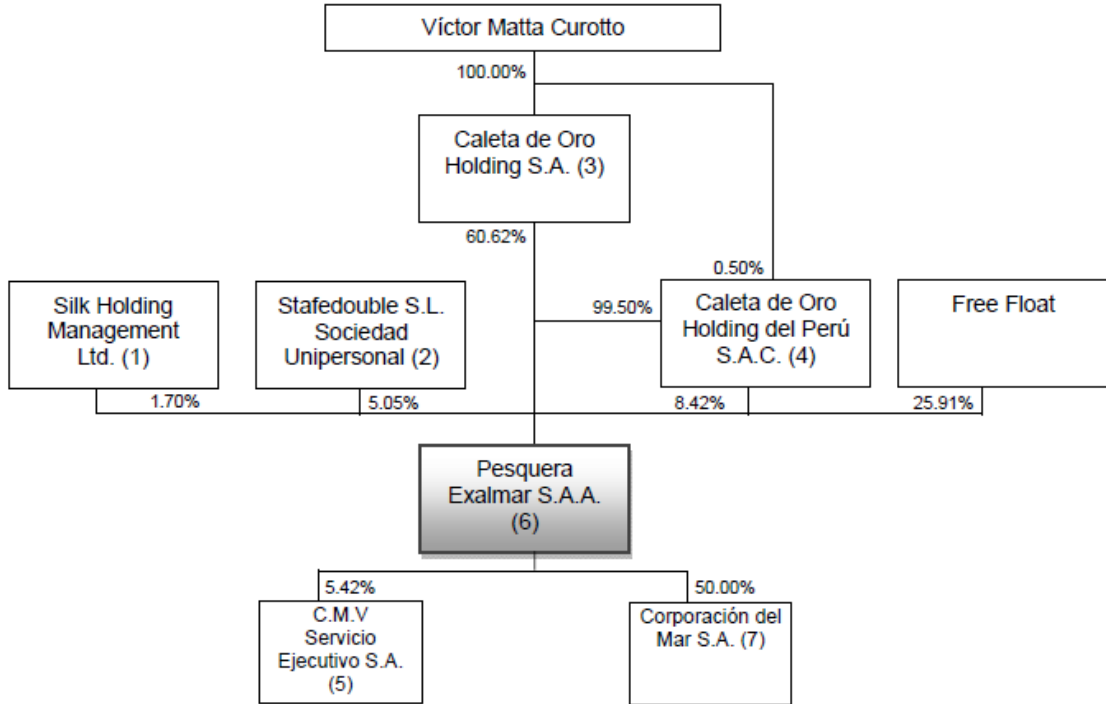 Víctor Matta Curotto
100.00%
Caleta de Oro
Holding S.A. (3)
60.62%
0.50%
Silk Holding
Management
Ltd. (1)
Stafedouble S.L.
Sociedad
Unipersonal (2)
99.50%
Caleta de Oro
Holding del Perú
S.A.C. (4)
Free Float
1.70%
5.05%
8.42%
25.91%
Pesquera
Exalmar S.A.A.
(6)
5.42%
50.00%
C.M.V
Servicio
Ejecutivo S.A.
(5)
Corporación del
Mar S.A. (7)